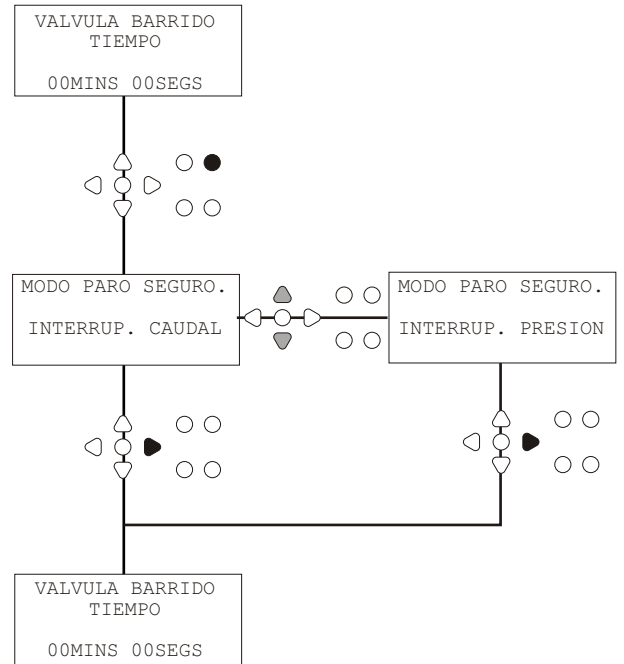 VALVULA BARRIDO
TIEMPO
00MINS 00SEGS
MODO PARO SEGURO.
INTERRUP. CAUDAL
MODO PARO SEGURO.
INTERRUP. PRESION
VALVULA BARRIDO
TIEMPO
00MINS 00SEGS